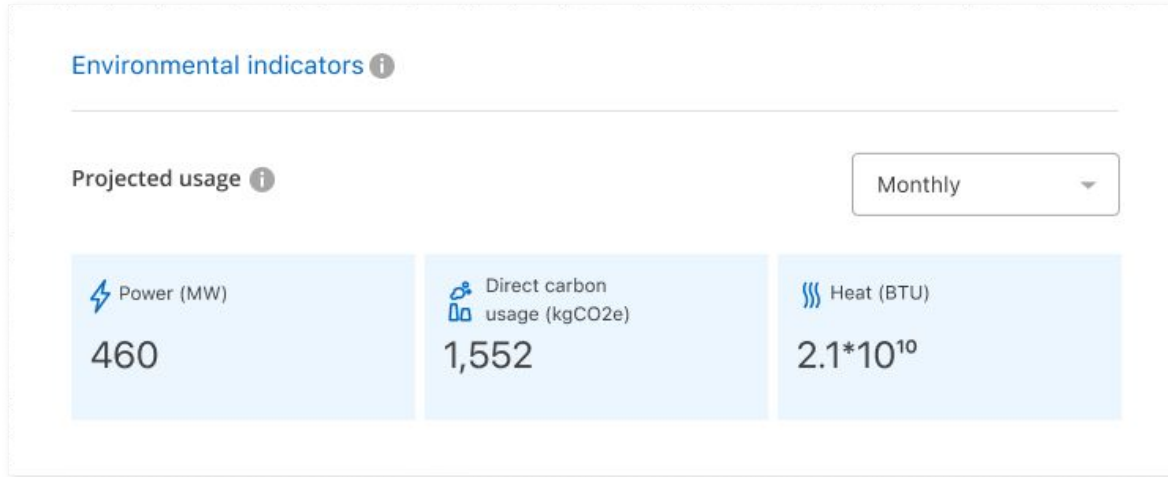 Environmental indicators
Projected usage
Monthly
Power (MW)
460
Direct carbon
usage (kgCO2e)
1,552
Heat (BTU)
2.1*10¹⁰